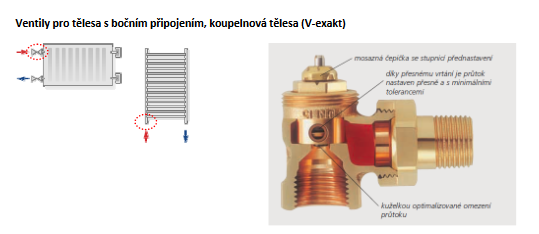 Ventily pro tělesa s bočním připojením, koupelnová tělesa (V-exakt)
mosazná čepička se stupnicí přednastavení
díky přesnému vrtání je průtok
nastaven přesně a s minimálními
tolerancemi
kuželkou optimalizované omezení
průtoku